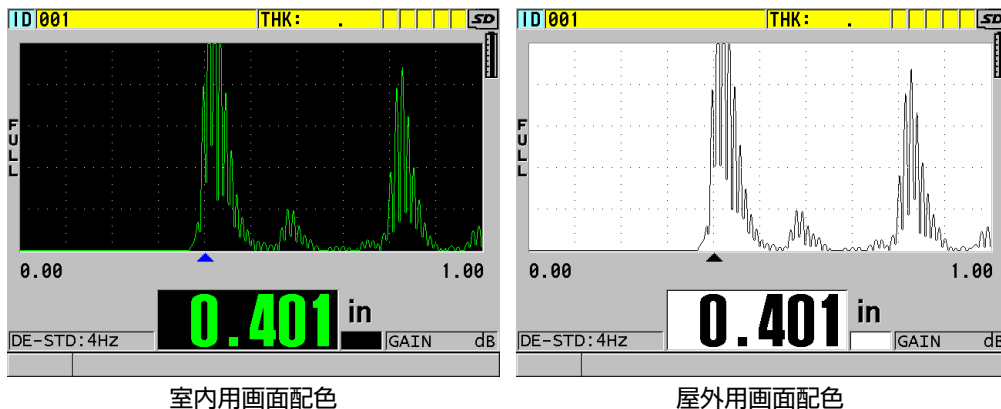 ID 001 THK: . SD
FULL
0.00 1.00
0.401 in
DE-STD:4Hz GAIN dB
室内用画面配色
ID 001 THK: . SD
FULL
0.00 1.00
0.401 in
DE-STD:4Hz GAIN dB
屋外用画面配色